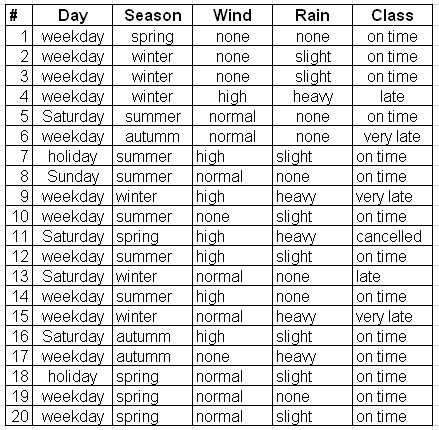 # Day Season Wind Rain Class
1 weekday spring none none on time
2 weekday winter none slight on time
3 weekday winter none slight on time
4 weekday winter high heavy late
5 Saturday summer normal none on time
6 weekday autumn normal none very late
7 holiday summer high slight on time
8 Sunday summer normal none on time
9 weekday winter high heavy very late
10 weekday summer none slight on time
11 Saturday spring high heavy cancelled
12 weekday summer high slight on time
13 Saturday winter normal none late
14 weekday summer high none on time
15 weekday winter normal heavy very late
16 Saturday autumn high slight on time
17 weekday autumn none heavy on time
18 holiday spring normal slight on time
19 weekday spring normal none on time
20 weekday spring normal slight on time